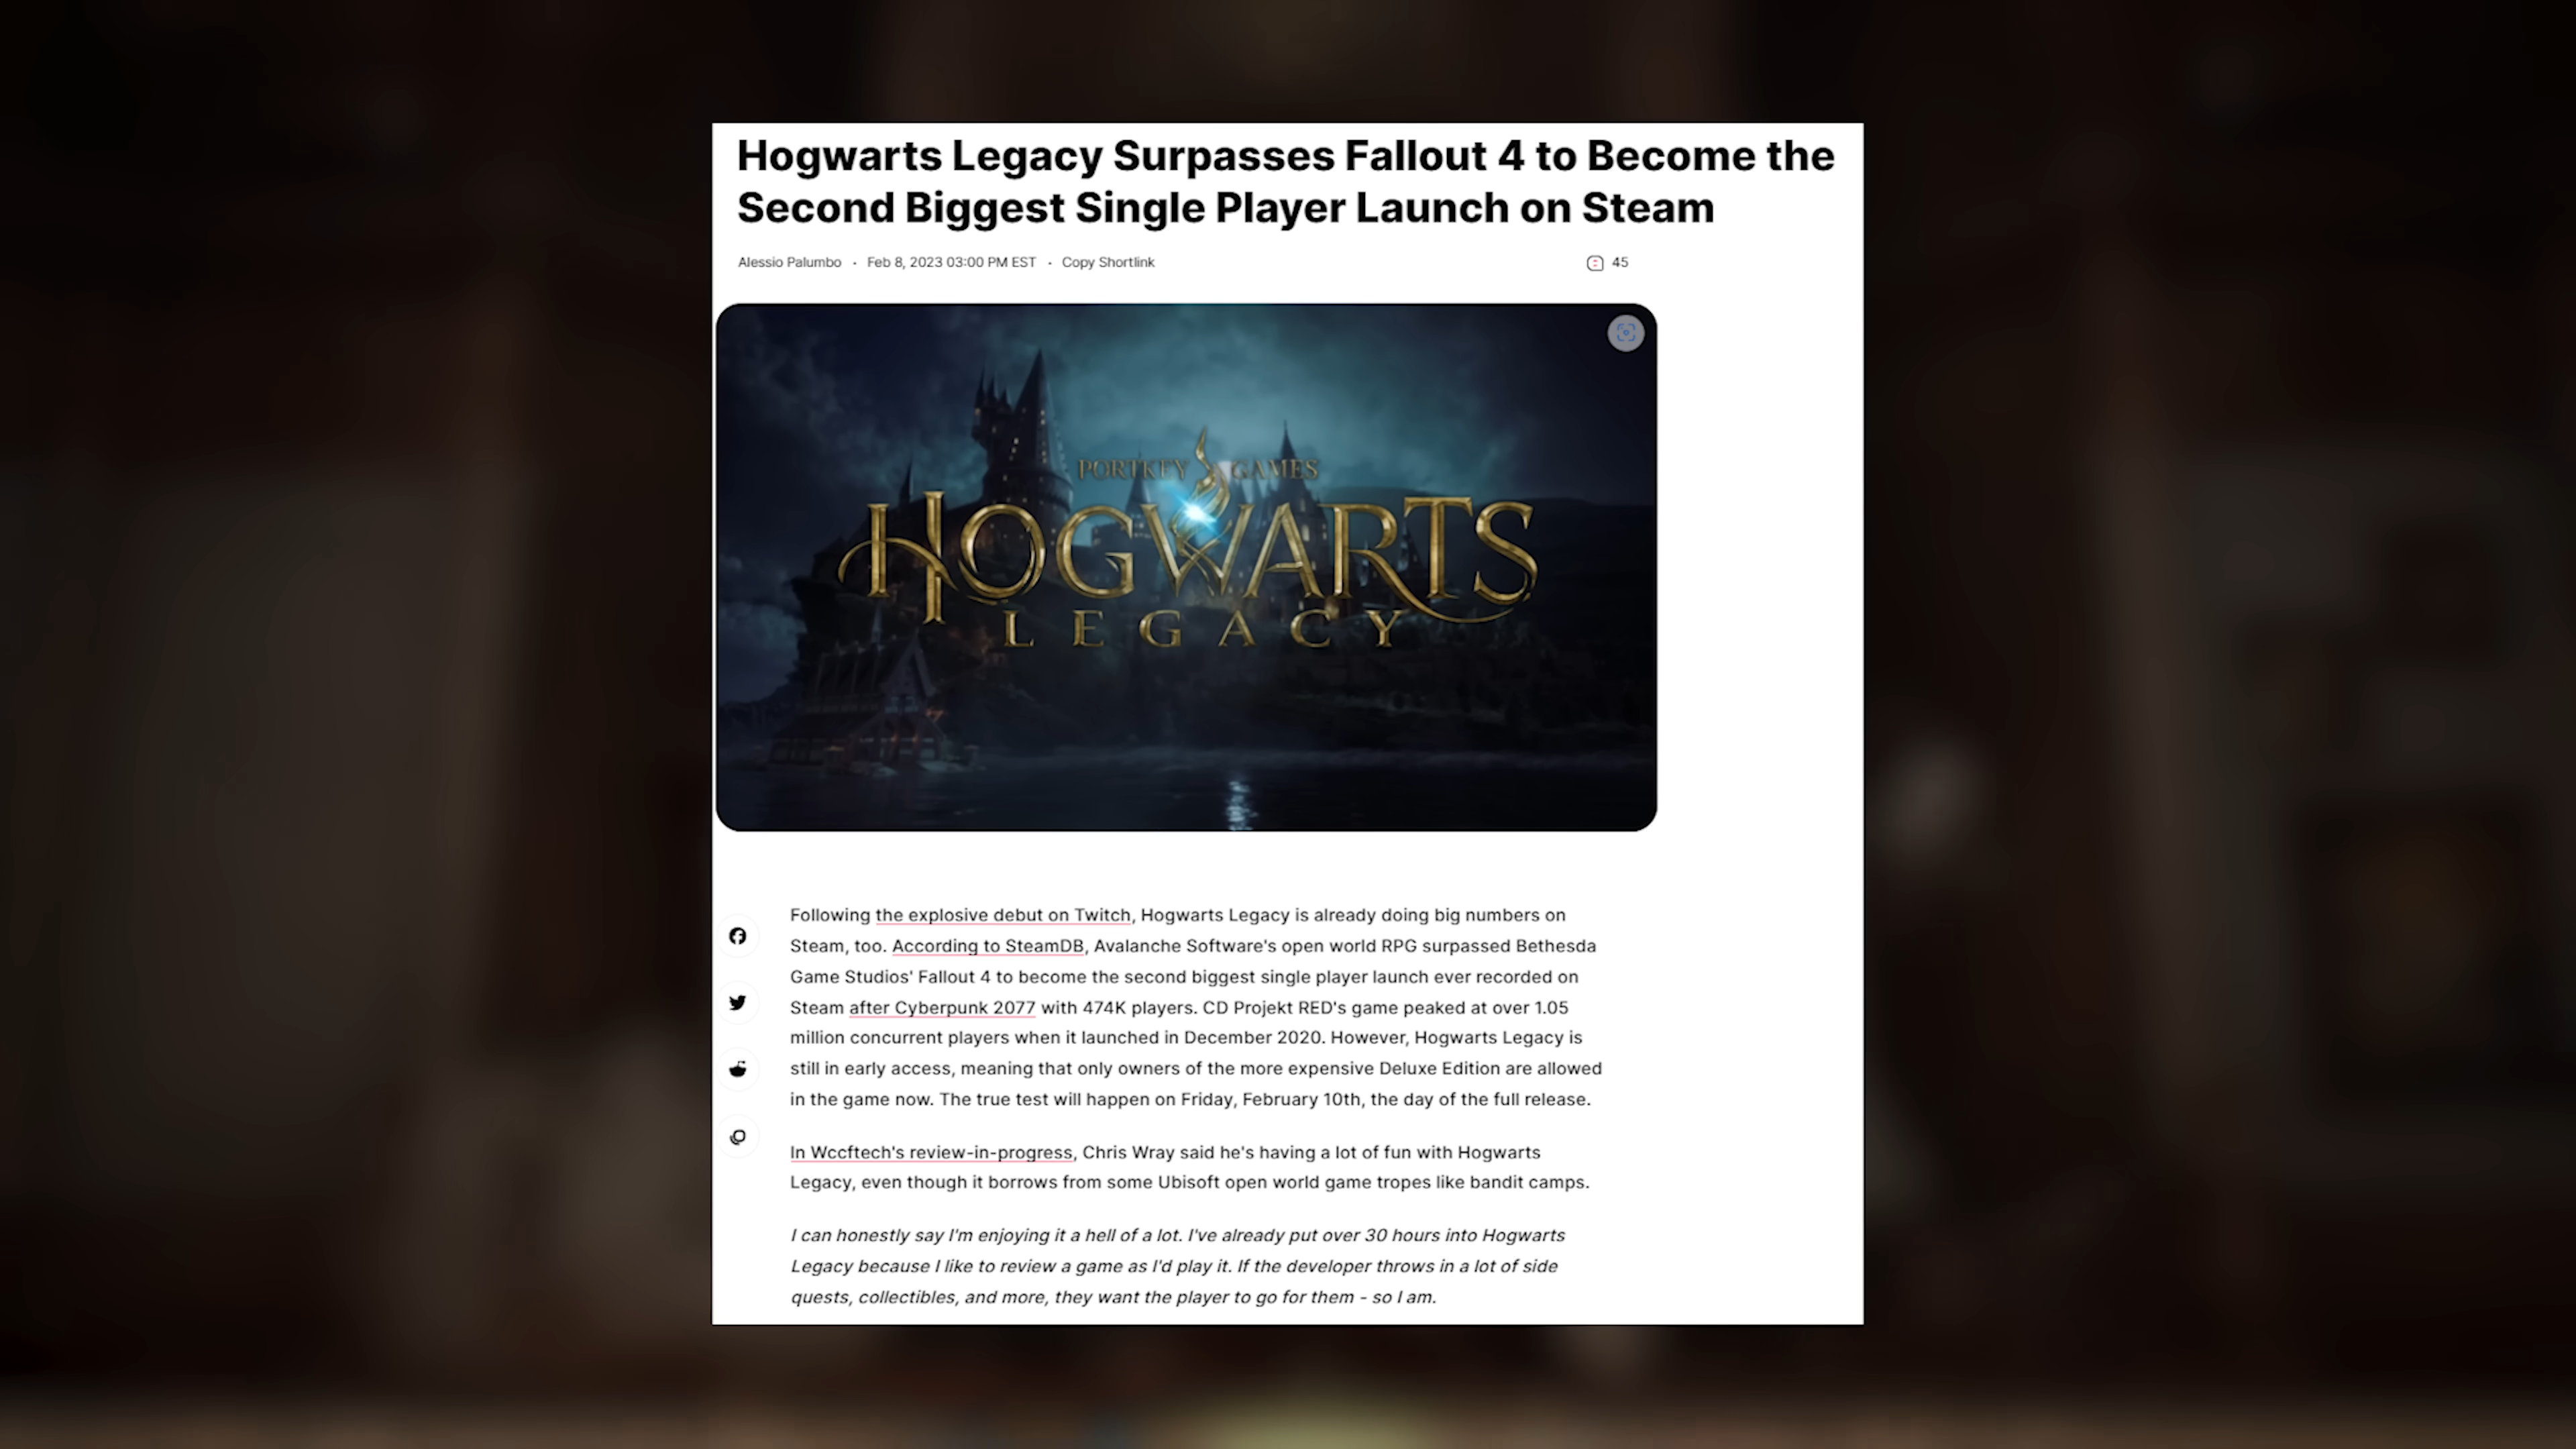 Hogwarts Legacy Surpasses Fallout 4 to Become the
Second Biggest Single Player Launch on Steam
Alessio Palumbo · Feb 8, 2023 03:00 PM EST · Copy Shortlink
45
PORTKEY GAMES
HOGWARTS
LEGACY
Following the explosive debut on Twitch, Hogwarts Legacy is already doing big numbers on
Steam, too. According to SteamDB, Avalanche Software's open world RPG surpassed Bethesda
Game Studios' Fallout 4 to become the second biggest single player launch ever recorded on
Steam after Cyberpunk 2077 with 474K players. CD Projekt RED's game peaked at over 1.05
million concurrent players when it launched in December 2020. However, Hogwarts Legacy is
still in early access, meaning that only owners of the more expensive Deluxe Edition are allowed
in the game now. The true test will happen on Friday, February 10th, the day of the full release.
In Wccftech's review-in-progress, Chris Wray said he's having a lot of fun with Hogwarts
Legacy, even though it borrows from some Ubisoft open world game tropes like bandit camps.
I can honestly say I'm enjoying it a hell of a lot. I've already put over 30 hours into Hogwarts
Legacy because I like to review a game as I'd play it. If the developer throws in a lot of side
quests, collectibles, and more, they want the player to go for them - so I am.